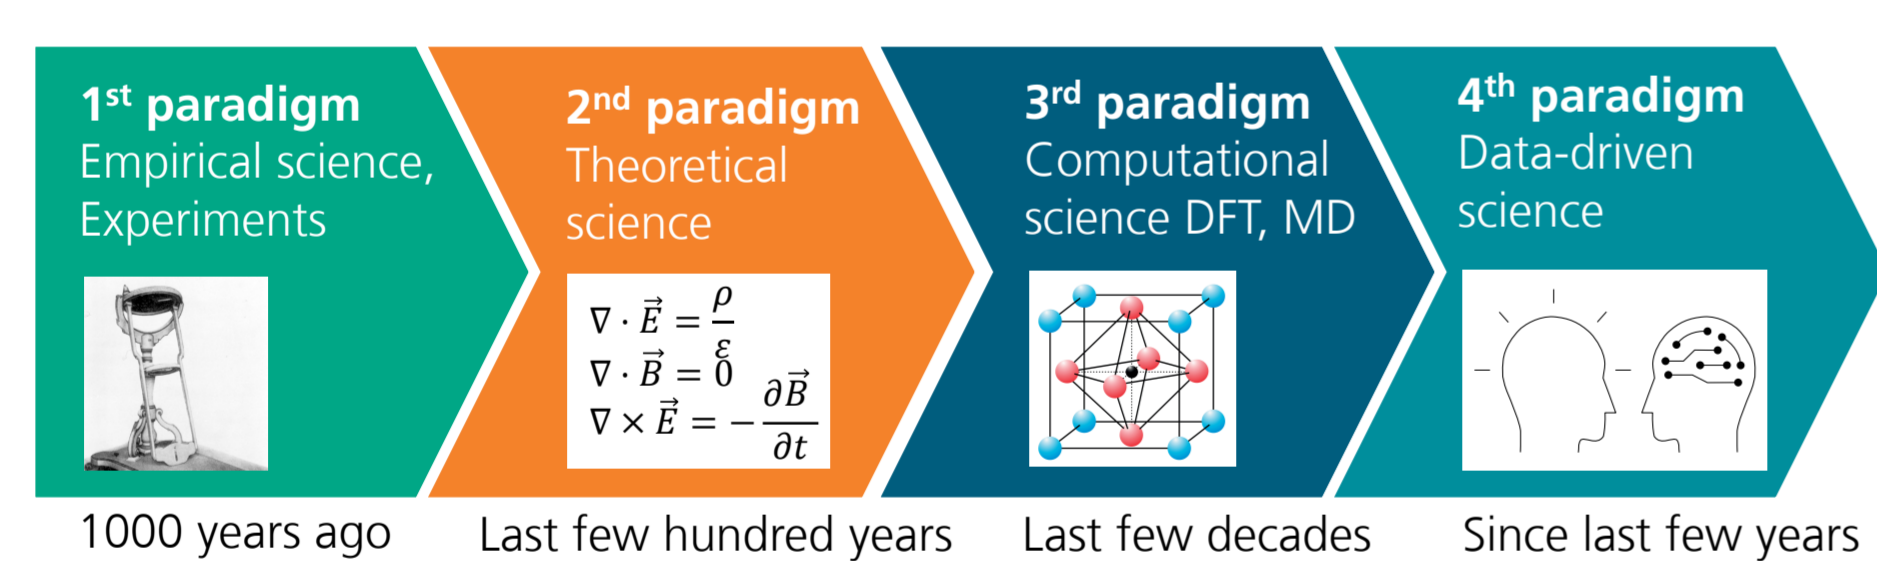 1st paradigm
Empirical science,
Experiments
1000 years ago
2nd paradigm
Theoretical
science
∇ · E⃗ = ρ/ε
∇ · B⃗ = 0
∇ × E⃗ = − ∂B⃗/∂t
Last few hundred years
3rd paradigm
Computational
science DFT, MD
Last few decades
4th paradigm
Data-driven
science
Since last few years